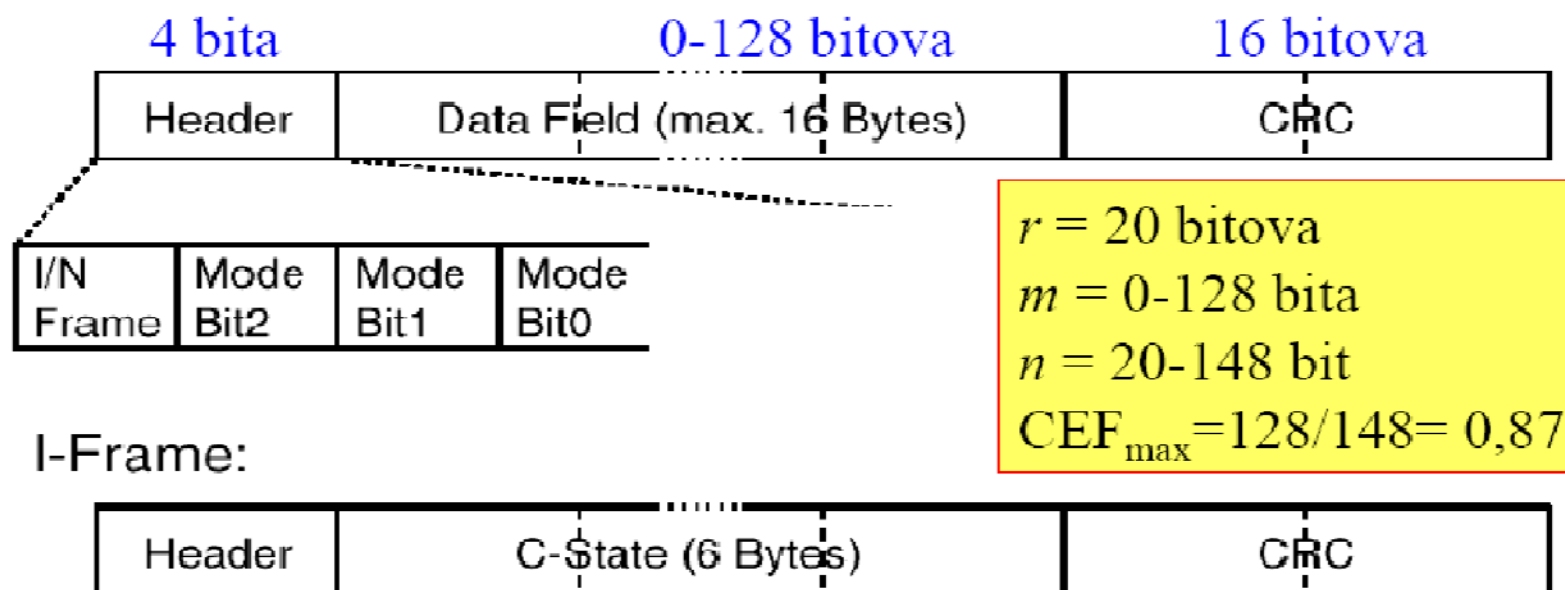 4 bita 0-128 bitova 16 bitova
Header Data Field (max. 16 Bytes) CRC
I/N Frame Mode Bit2 Mode Bit1 Mode Bit0
r = 20 bitova
m = 0-128 bita
n = 20-148 bit
CEFmax=128/148= 0,87
I-Frame:
Header C-State (6 Bytes) CRC